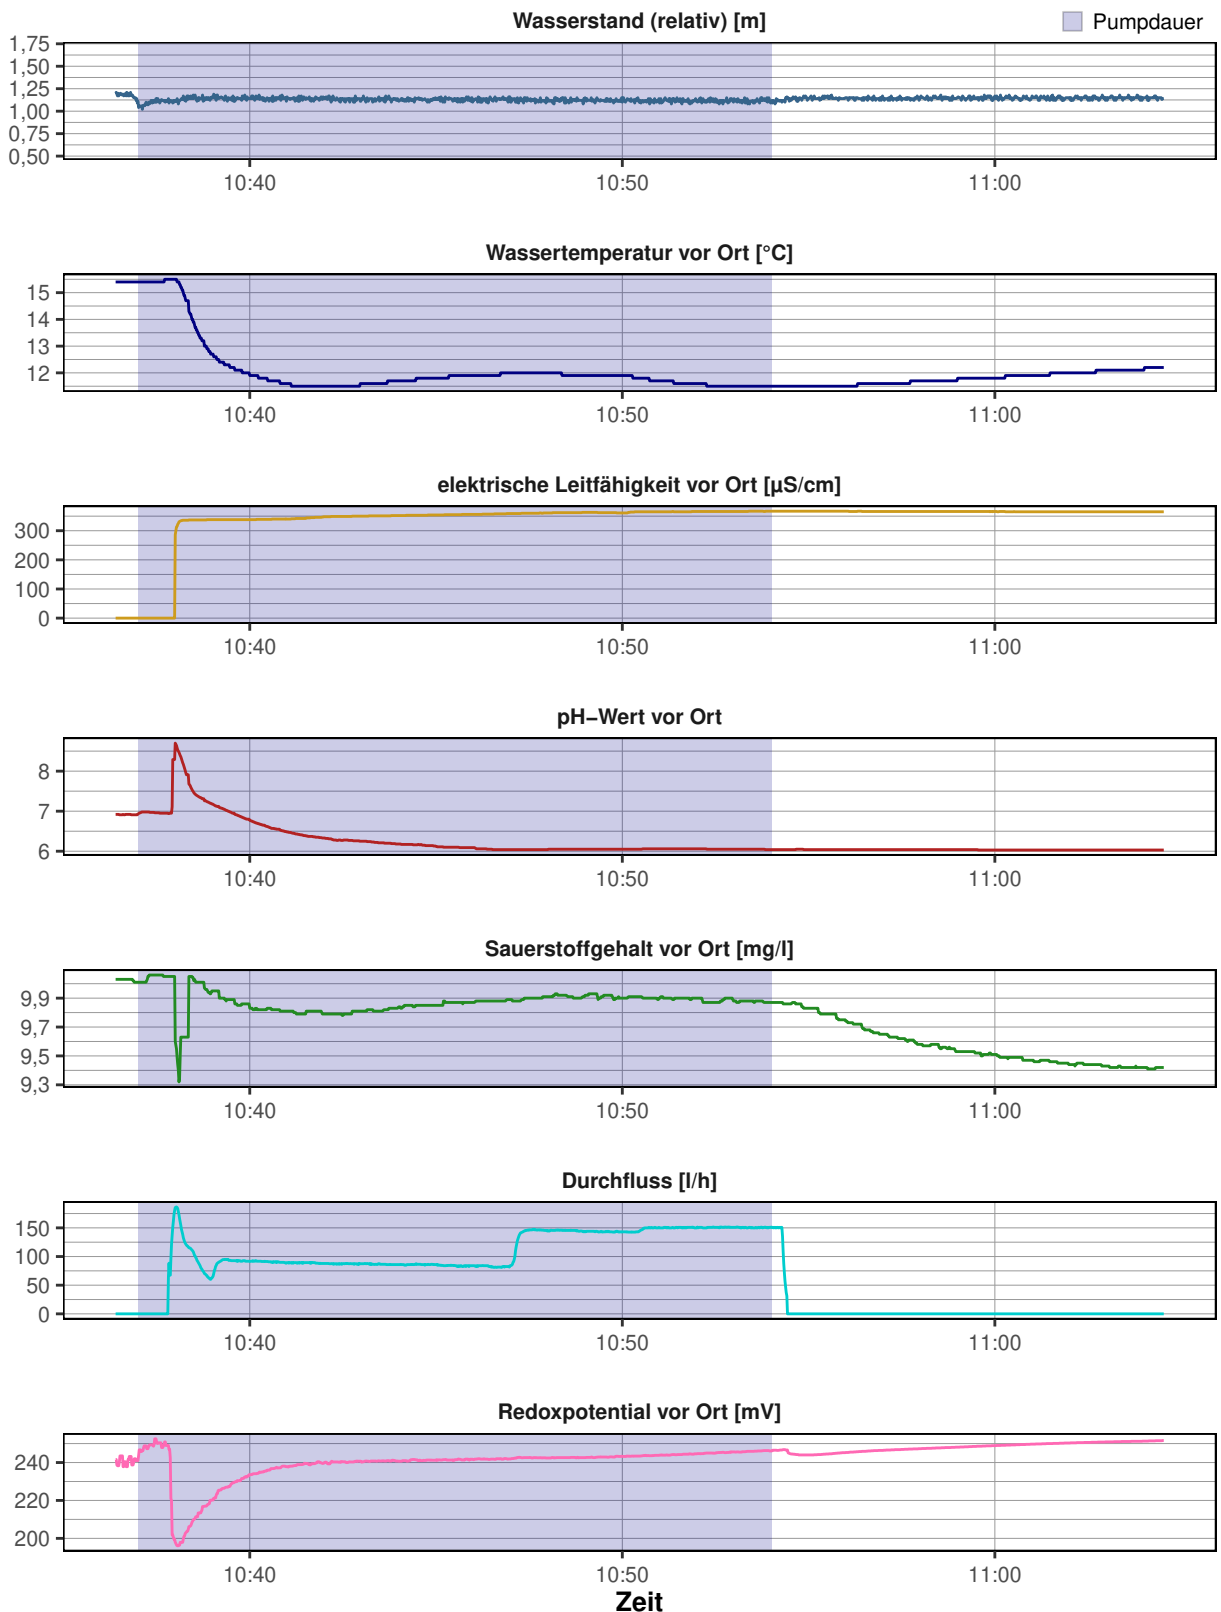 Wasserstand (relativ) [m]
Pumpdauer
1,75
1,50
1,25
1,00
0,75
0,50
10:40 10:50 11:00
Wassertemperatur vor Ort [°C]
15
14
13
12
10:40 10:50 11:00
elektrische Leitfähigkeit vor Ort [µS/cm]
300
200
100
0
10:40 10:50 11:00
pH−Wert vor Ort
8
7
6
10:40 10:50 11:00
Sauerstoffgehalt vor Ort [mg/l]
9,9
9,7
9,5
9,3
10:40 10:50 11:00
Durchfluss [l/h]
150
100
50
0
10:40 10:50 11:00
Redoxpotential vor Ort [mV]
240
220
200
10:40 10:50 11:00
Zeit